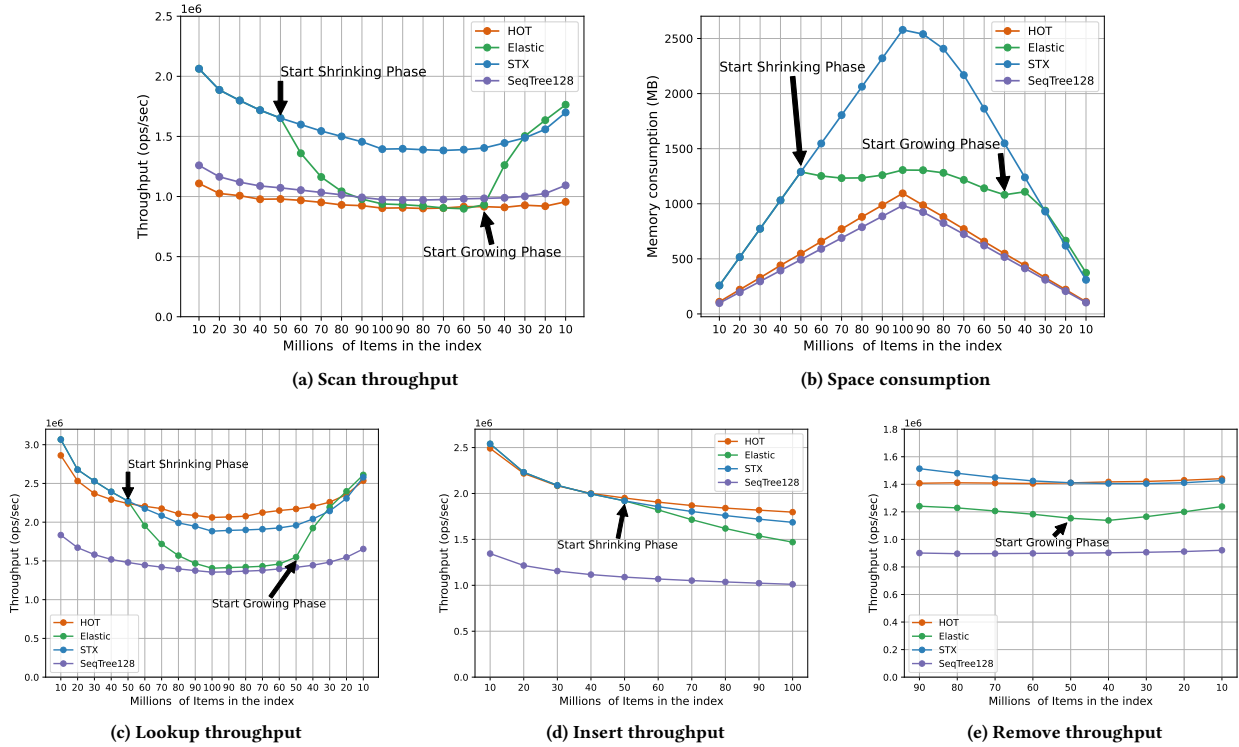 1e6
2.5
2.0
1.5
1.0
0.5
0.0
Throughput (ops/sec)
HOT
Elastic
STX
SeqTree128
Start Shrinking Phase
Start Growing Phase
10 20 30 40 50 60 70 80 90 100 90 80 70 60 50 40 30 20 10
Millions of Items in the index
(a) Scan throughput
2500
2000
1500
1000
500
0
Memory consumption (MB)
HOT
Elastic
STX
SeqTree128
Start Shrinking Phase
Start Growing Phase
10 20 30 40 50 60 70 80 90 100 90 80 70 60 50 40 30 20 10
Millions of Items in the index
(b) Space consumption
1e6
3.0
2.5
2.0
1.5
1.0
0.5
0.0
Throughput (ops/sec)
Start Shrinking Phase
Start Growing Phase
HOT
Elastic
STX
SeqTree128
10 20 30 40 50 60 70 80 90 100 90 80 70 60 50 40 30 20 10
Millions of Items in the index
(c) Lookup throughput
1e6
2.5
2.0
1.5
1.0
0.5
0.0
Throughput (ops/sec)
HOT
Elastic
STX
SeqTree128
Start Shrinking Phase
10 20 30 40 50 60 70 80 90 100
Millions of Items in the index
(d) Insert throughput
1e6
1.8
1.6
1.4
1.2
1.0
0.8
0.6
0.4
0.2
0.0
Throughput (ops/sec)
Start Growing Phase
HOT
Elastic
STX
SeqTree128
90 80 70 60 50 40 30 20 10
Millions of Items in the index
(e) Remove throughput